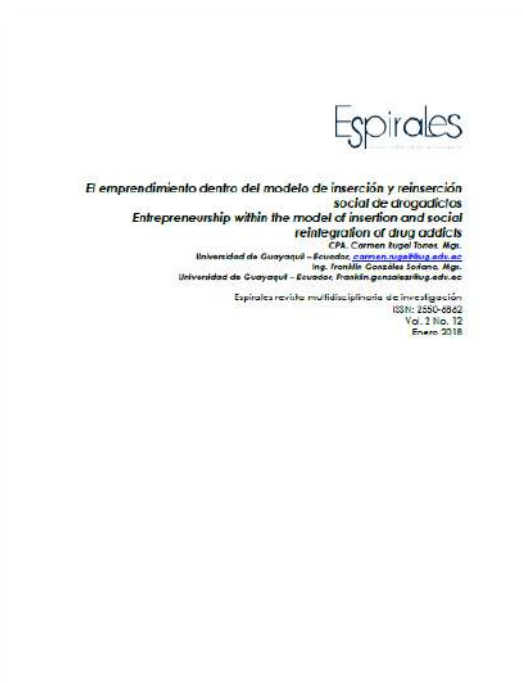 Espirales
El emprendimiento dentro del modelo de inserción y reinserción
social de drogadictos
Entrepreneurship within the model of insertion and social
reintegration of drug addicts
CPA. Carmen Rugel Torres, Mgs.
Universidad de Guayaquil – Ecuador, carmen.rugel@ug.edu.ec
Ing. Franklin González Soriano, Mgs.
Universidad de Guayaquil – Ecuador, Franklin.gonzalezs@ug.edu.ec
Espirales revista multidisciplinaria de investigación
ISSN: 2550-6862
Vol. 2 No. 12
Enero 2018